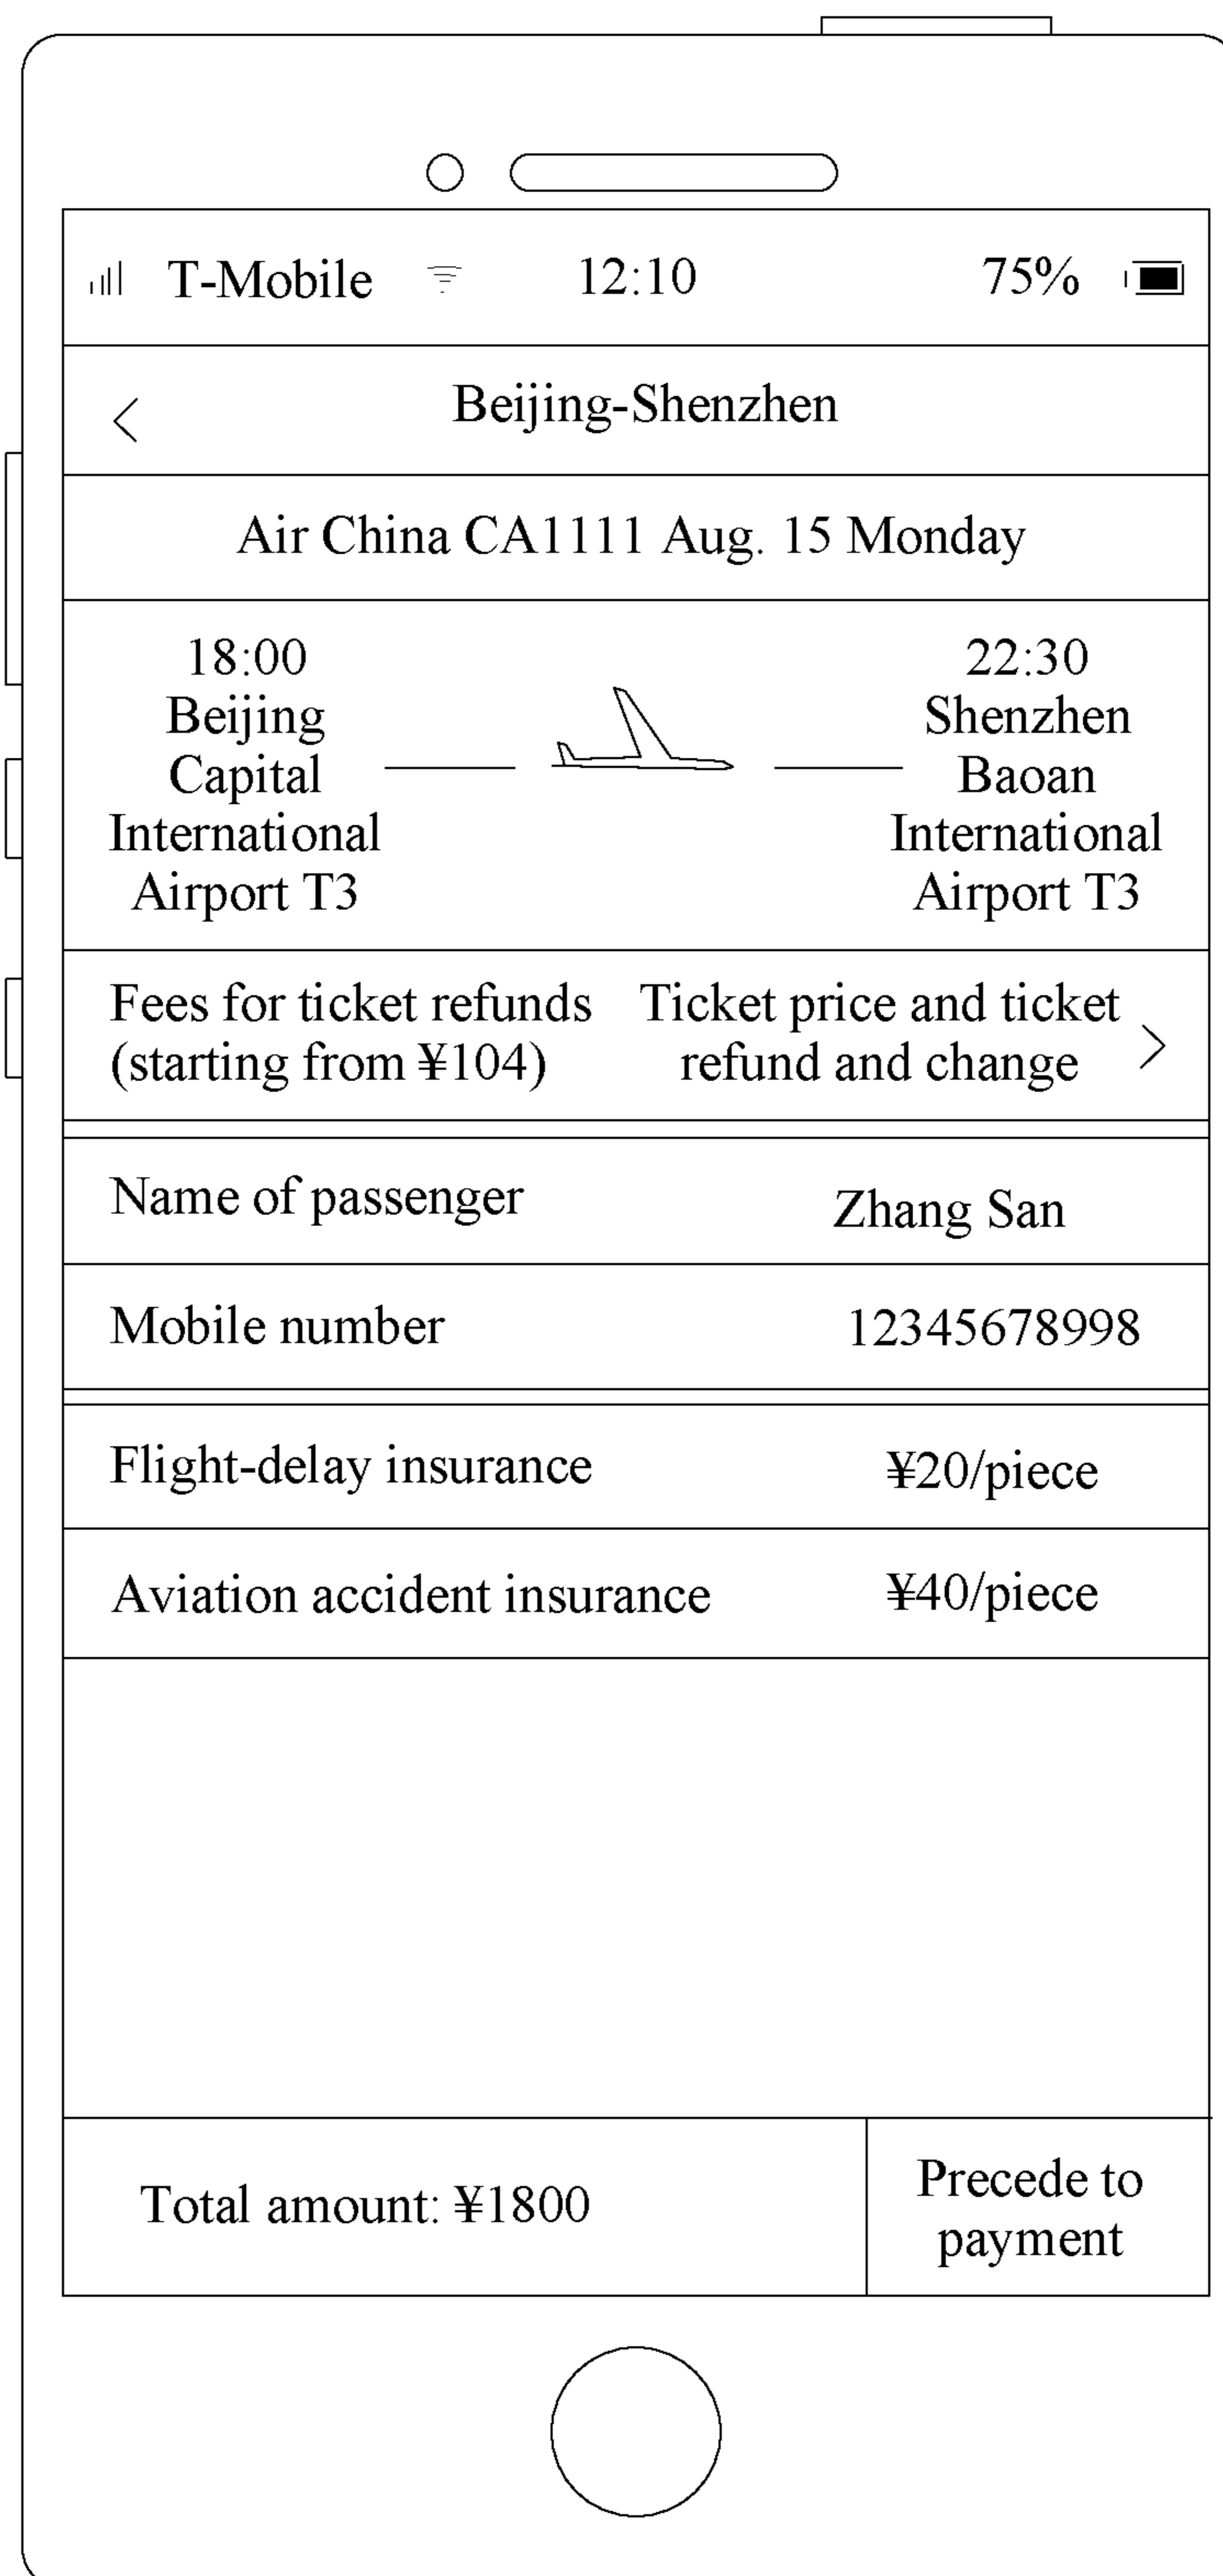 T-Mobile 12:10 75%
Beijing-Shenzhen
Air China CA1111 Aug. 15 Monday
18:00
Beijing
Capital
International
Airport T3
22:30
Shenzhen
Baoan
International
Airport T3
Fees for ticket refunds
(starting from ¥104)
Ticket price and ticket
refund and change
Name of passenger Zhang San
Mobile number 12345678998
Flight-delay insurance ¥20/piece
Aviation accident insurance ¥40/piece
Total amount: ¥1800
Precede to
payment